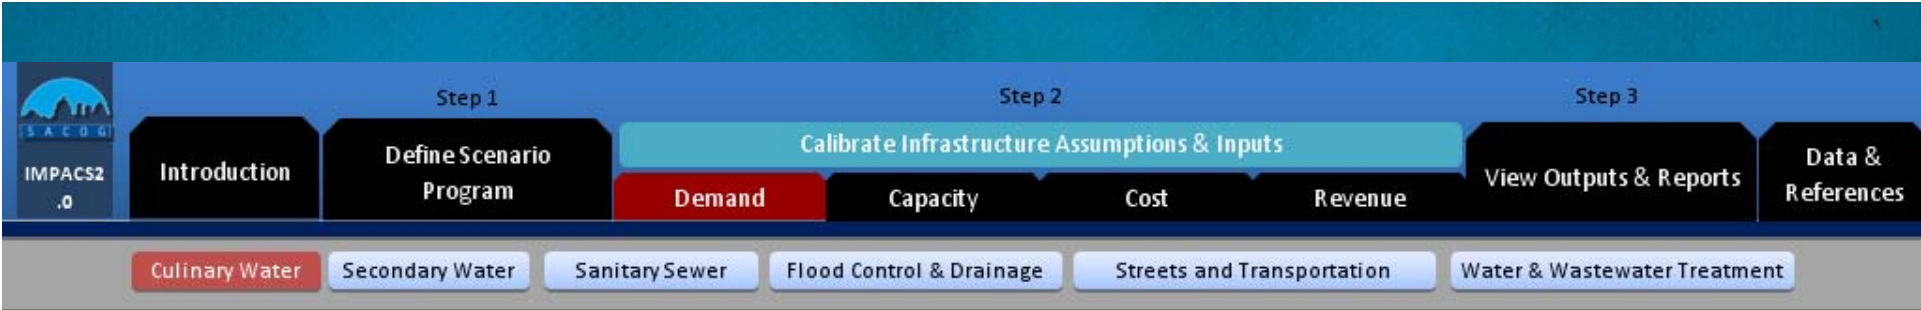 Step 1
Step 2
Step 3
SACOG
IMPACS2
.0
Introduction
Define Scenario
Program
Calibrate Infrastructure Assumptions & Inputs
Demand
Capacity
Cost
Revenue
View Outputs & Reports
Data &
References
Culinary Water
Secondary Water
Sanitary Sewer
Flood Control & Drainage
Streets and Transportation
Water & Wastewater Treatment